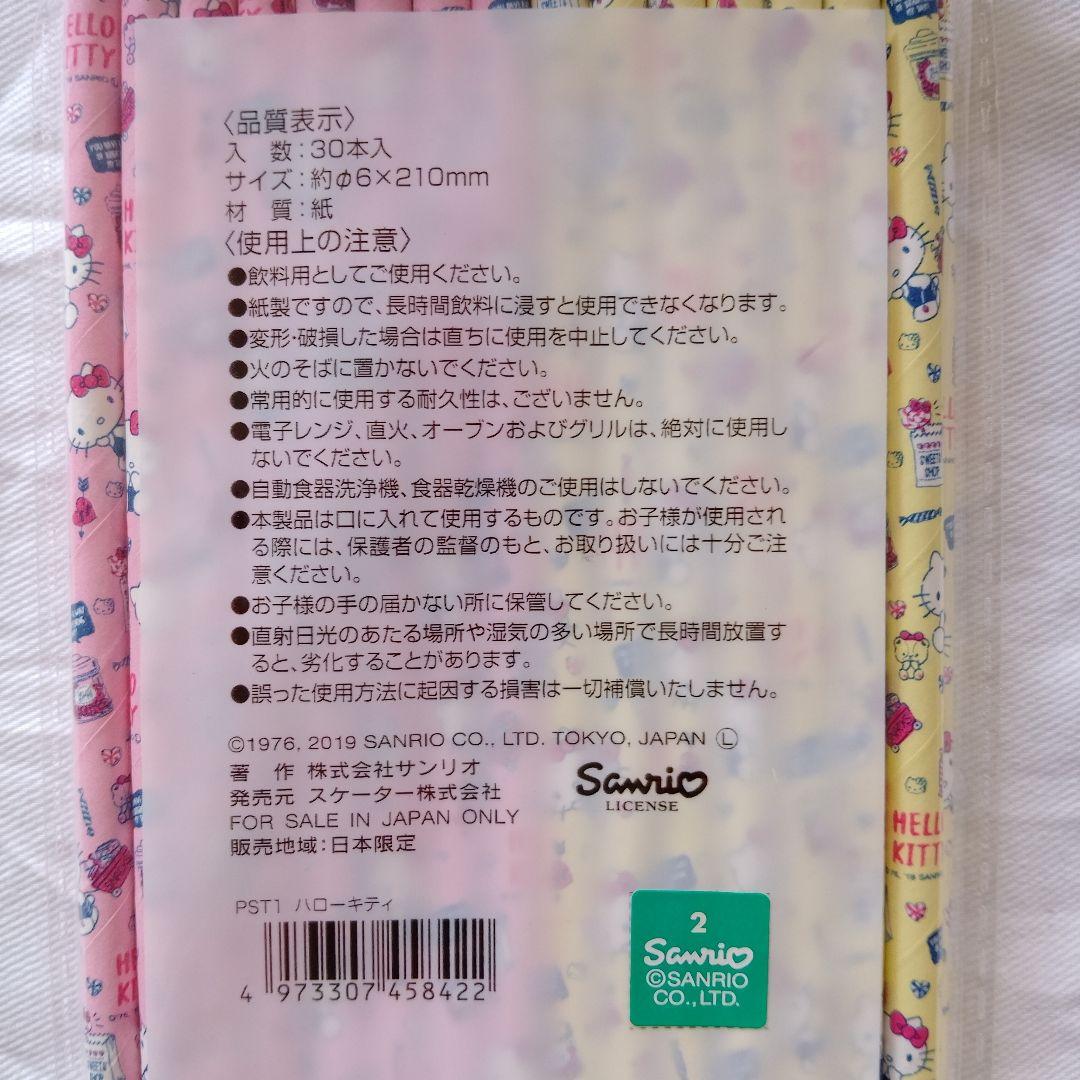 HELLO
KITTY
〈品質表示〉
入　数:30本入
サイズ:約φ6×210mm
材　質:紙
〈使用上の注意〉
●飲料用としてご使用ください。
●紙製ですので、長時間飲料に浸すと使用できなくなります。
●変形・破損した場合は直ちに使用を中止してください。
●火のそばに置かないでください。
●常用的に使用する耐久性は、ございません。
●電子レンジ、直火、オーブンおよびグリルは、絶対に使用し
ないでください。
●自動食器洗浄機、食器乾燥機のご使用はしないでください。
●本製品は口に入れて使用するものです。お子様が使用され
る際には、保護者の監督のもと、お取り扱いには十分ご注
意ください。
●お子様の手の届かない所に保管してください。
●直射日光のあたる場所や湿気の多い場所で長時間放置す
ると、劣化することがあります。
●誤った使用方法に起因する損害は一切補償いたしません。
©1976, 2019 SANRIO CO., LTD. TOKYO, JAPAN Ⓛ
著　作 株式会社サンリオ
発売元 スケーター株式会社
Sanrio
LICENSE
FOR SALE IN JAPAN ONLY
販売地域:日本限定
PST1 ハローキティ
4 973307 458422
2
Sanrio
©SANRIO
CO.,LTD.
SWEETS
SHOP
HELLO
KITTY